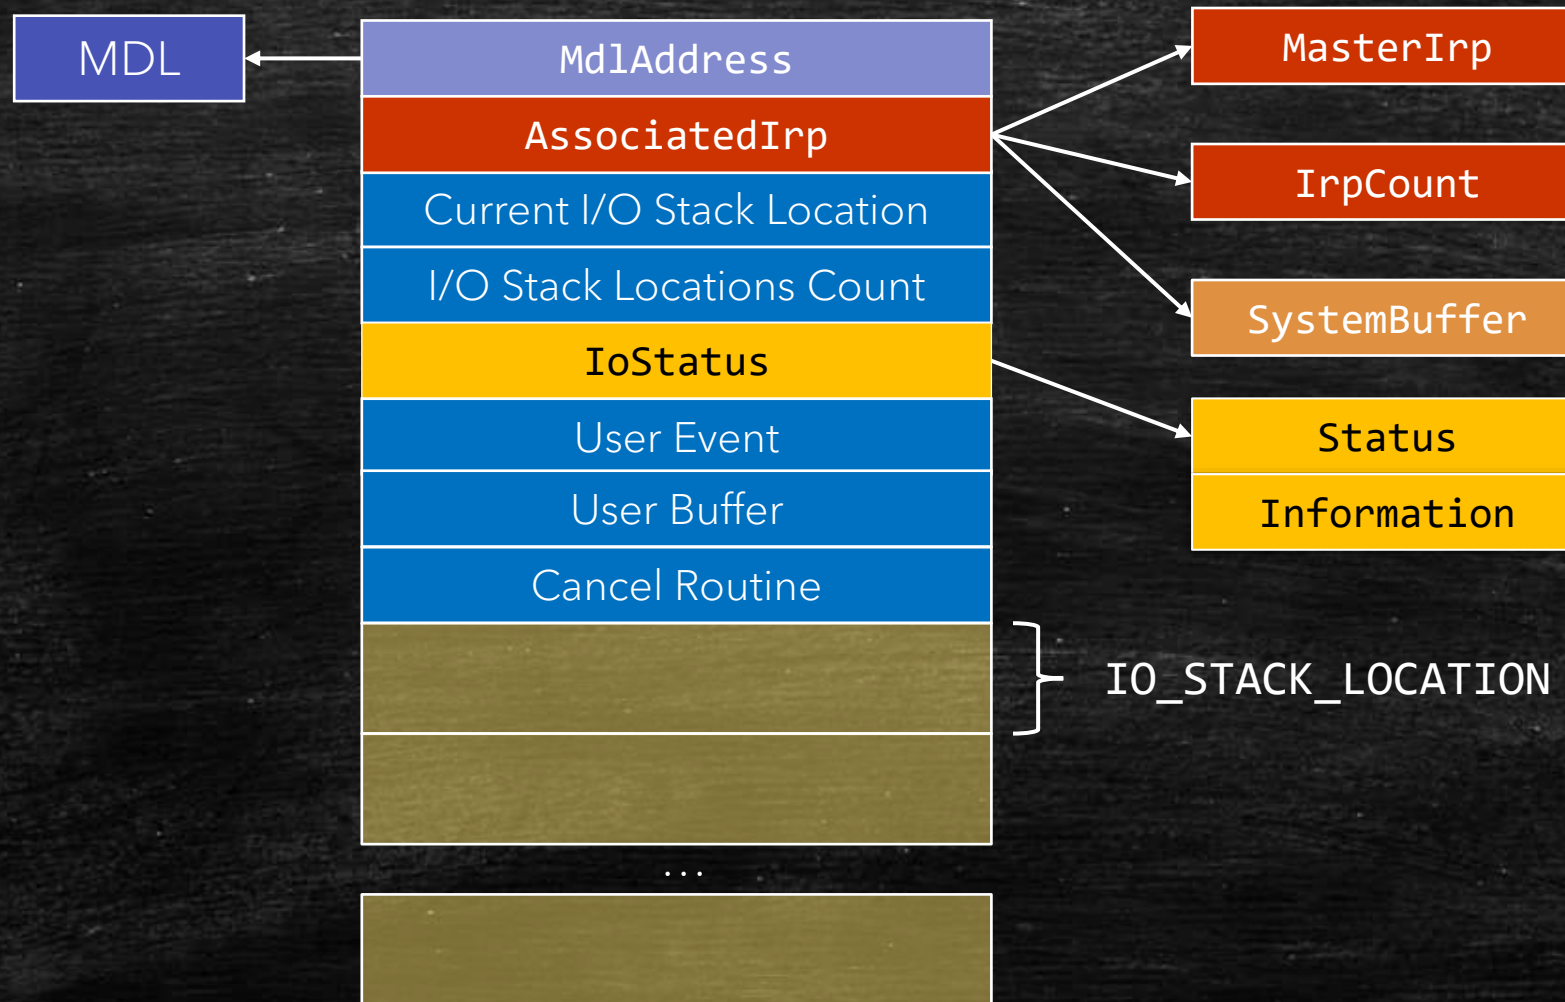 MDL
MdlAddress
AssociatedIrp
Current I/O Stack Location
I/O Stack Locations Count
IoStatus
User Event
User Buffer
Cancel Routine
...
MasterIrp
IrpCount
SystemBuffer
Status
Information
IO_STACK_LOCATION